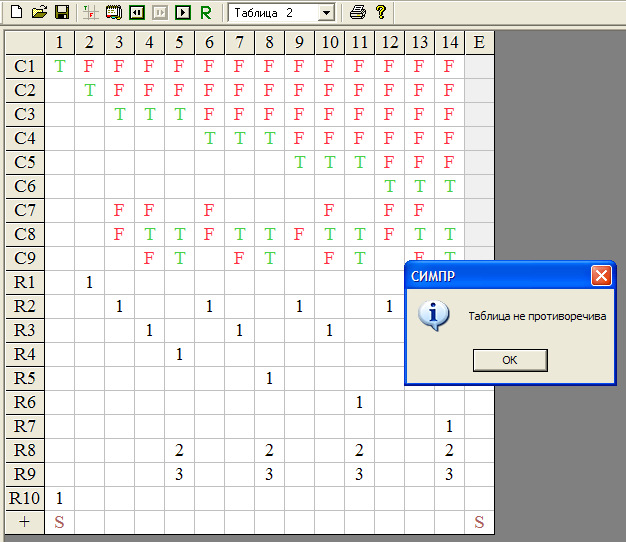 R Таблица 2
1 2 3 4 5 6 7 8 9 10 11 12 13 14 E
C1 T F F F F F F F F F F F F F
C2 T F F F F F F F F F F F F
C3 T T T F F F F F F F F F
C4 T T T F F F F F F
C5 T T T F F F
C6 T T T
C7 F F F F F F
C8 F T T F T T F T T F T T
C9 F T F T F T F T
R1 1
R2 1 1 1 1
R3 1 1 1
R4 1
R5 1
R6 1
R7 1
R8 2 2 2 2
R9 3 3 3 3
R10 1
+ S S
СИМПР
Таблица не противоречива
ОК